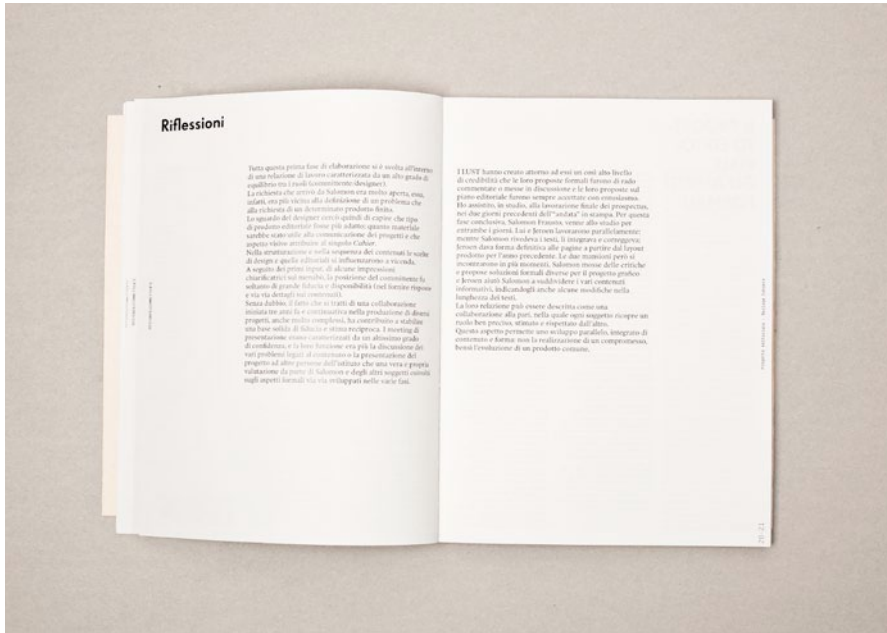 Riflessioni
Tutta questa prima fase di elaborazione si è svolta all'interno
di una relazione di lavoro caratterizzata da un alto grado di
equilibrio tra i ruoli (committente/designer).
La richiesta che arrivò da Salomon era molto aperta, essa,
infatti, era più vicina alla definizione di un problema che
alla richiesta di un determinato prodotto finito.
Lo sguardo del designer cercò quindi di capire che tipo
di prodotto editoriale fosse più adatto; quanto materiale
sarebbe stato utile alla comunicazione dei progetti e che
aspetto visivo attribuire al singolo Cahier.
Nella strutturazione e nella sequenza dei contenuti le scelte
di design e quelle editoriali si influenzarono a vicenda.
A seguito dei primi input, di alcune impressioni
chiarificatrici sul menabò, la posizione del committente fu
soltanto di grande fiducia e disponibilità (nel fornire risposte
e via via dettagli sui contenuti).
Senza dubbio, il fatto che si tratti di una collaborazione
iniziata tre anni fa e continuativa nella produzione di diversi
progetti, anche molto complessi, ha contribuito a stabilire
una base solida di fiducia e stima reciproca. I meeting di
presentazione erano caratterizzati da un altissimo grado
di confidenza, e la loro funzione era più la discussione dei
vari problemi legati al contenuto o la presentazione del
progetto ad altre persone dell'istituto che una vera e propria
valutazione da parte di Salomon e degli altri soggetti coinvolti
sugli aspetti formali via via sviluppati nelle varie fasi.
I LUST hanno creato attorno ad essi un così alto livello
di credibilità che le loro proposte formali furono di rado
commentate o messe in discussione e le loro proposte sul
piano editoriale furono sempre accettate con entusiasmo.
Ho assistito, in studio, alla lavorazione finale dei prospectus,
nei due giorni precedenti dell'"andata" in stampa. Per questa
fase conclusiva, Salomon Frausto, venne allo studio per
entrambe i giorni. Lui e Jeroen lavorarono parallelamente:
mentre Salomon rivedeva i testi, li integrava e correggeva;
Jeroen dava forma definitiva alle pagine a partire dal layout
prodotto per l'anno precedente. Le due mansioni però si
incontrarono in più momenti, Salomon mosse delle critiche
e propose soluzioni formali diverse per il progetto grafico
e Jeroen aiutò Salomon a suddividere i vari contenuti
informativi, indicandogli anche alcune modifiche nella
lunghezza dei testi.
La loro relazione può essere descritta come una
collaborazione alla pari, nella quale ogni soggetto ricopre un
ruolo ben preciso, stimato e rispettato dall'altro.
Questo aspetto permette uno sviluppo parallelo, integrato di
contenuto e forma: non la realizzazione di un compromesso,
bensì l'evoluzione di un prodotto comune.
20-21